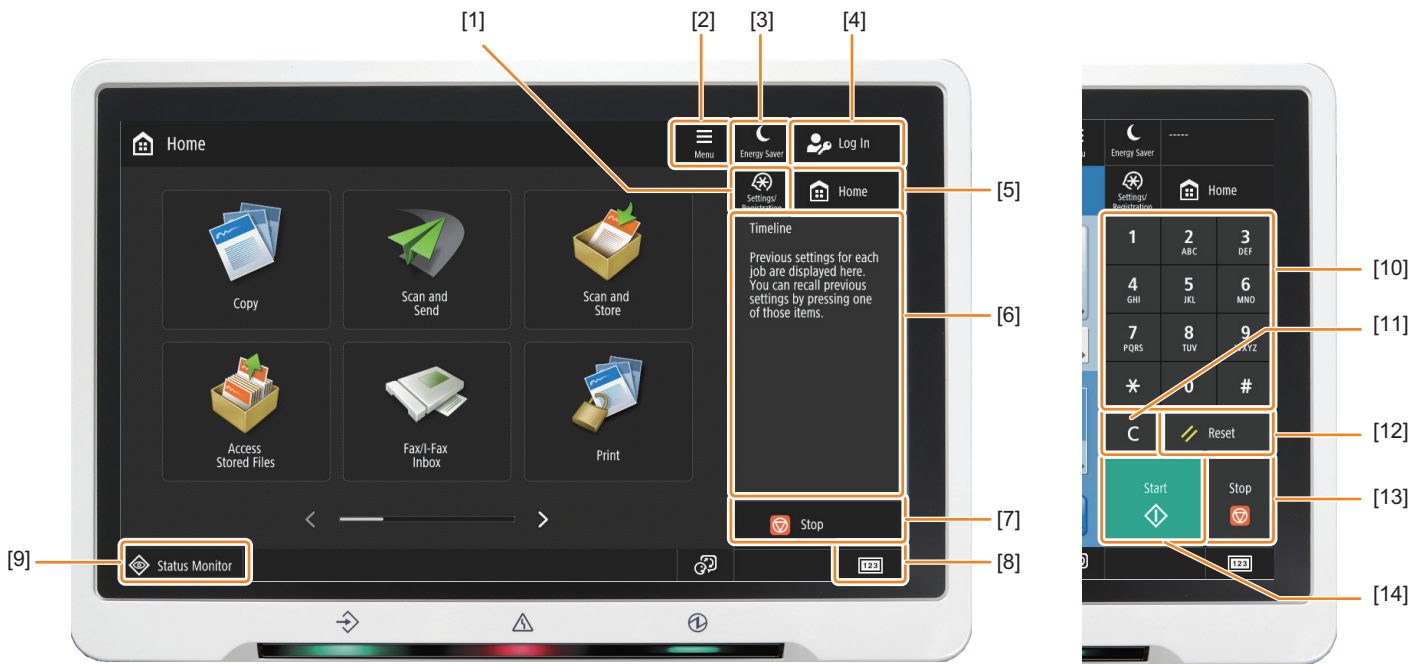 [1]
[2]
[3]
[4]
Home
Menu
Energy Saver
Log In
Settings/
Registration
Home
[5]
Timeline
Previous settings for each
job are displayed here.
You can recall previous
settings by pressing one
of those items.
[6]
Copy
Scan and
Send
Scan and
Store
Access
Stored Files
Fax/I-Fax
Inbox
Print
Stop
[7]
[9]
Status Monitor
123
[8]
Energy Saver
-----
Settings/
Registration
Home
1
2
ABC
3
DEF
[10]
4
GHI
5
JKL
6
MNO
[11]
7
PQRS
8
TUV
9
0
#
C
Reset
[12]
Start
Stop
[13]
123
[14]